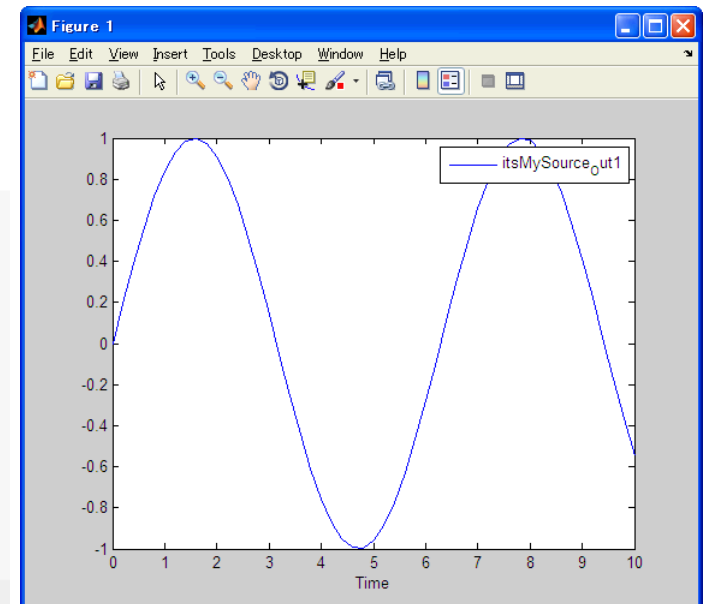 Figure 1
File Edit View Insert Tools Desktop Window Help
itsMySource_out1
1
0.8
0.6
0.4
0.2
0
-0.2
-0.4
-0.6
-0.8
-1
0 1 2 3 4 5 6 7 8 9 10
Time